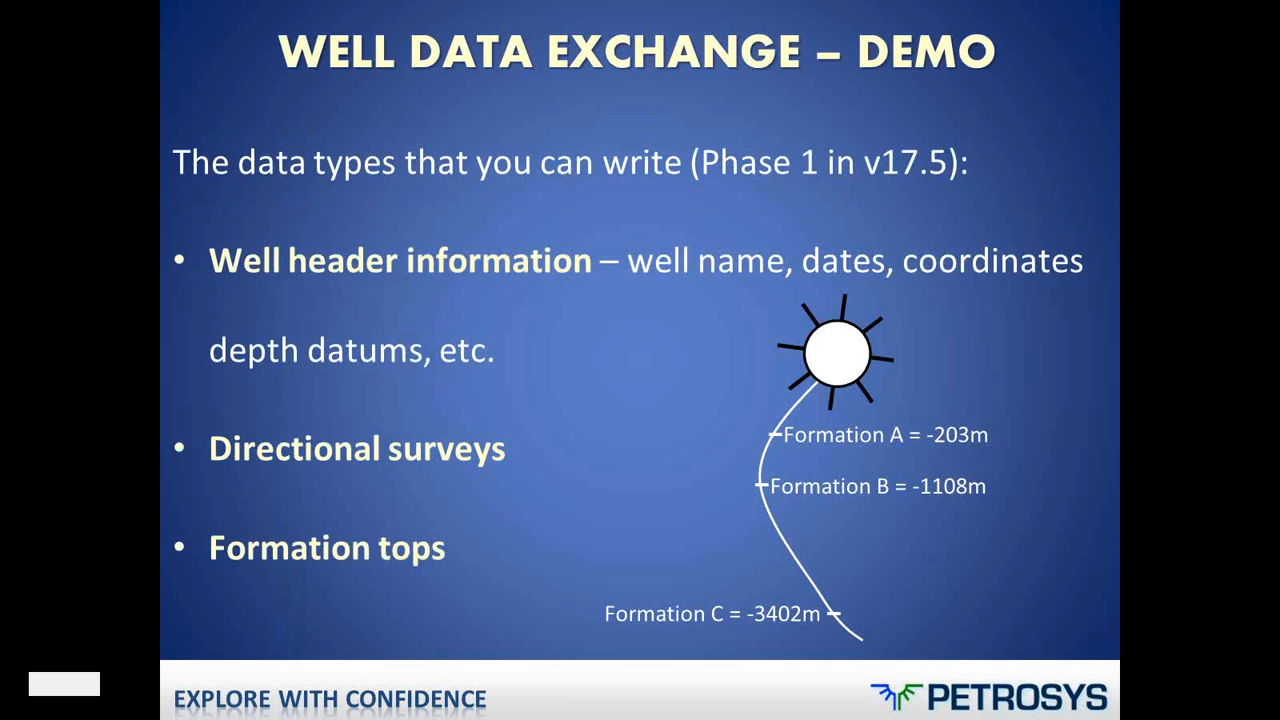 WELL DATA EXCHANGE – DEMO
The data types that you can write (Phase 1 in v17.5):
• Well header information – well name, dates, coordinates
depth datums, etc.
• Directional surveys
• Formation tops
Formation A = -203m
Formation B = -1108m
Formation C = -3402m
EXPLORE WITH CONFIDENCE
PETROSYS